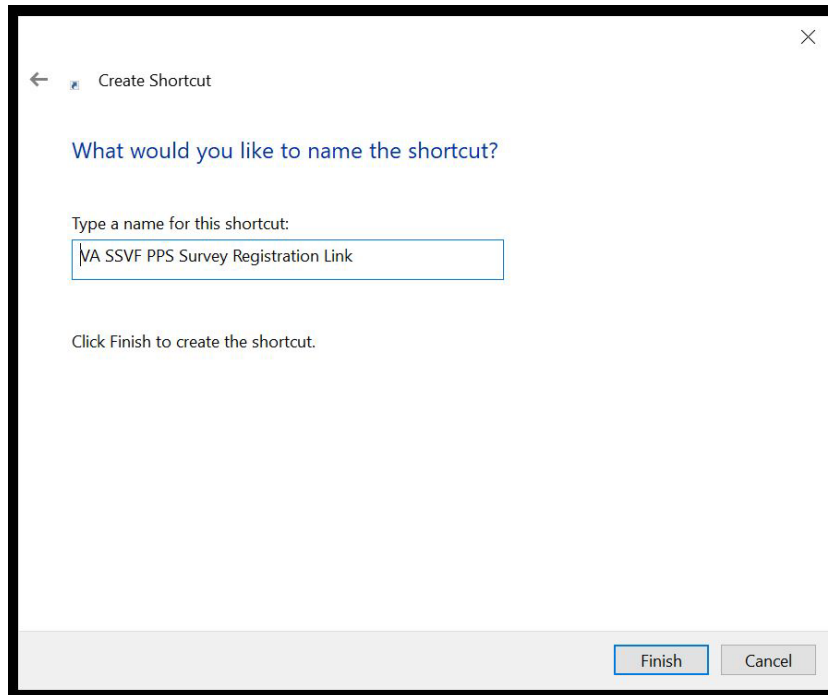 Create Shortcut
What would you like to name the shortcut?
Type a name for this shortcut:
VA SSVF PPS Survey Registration Link
Click Finish to create the shortcut.
Finish
Cancel